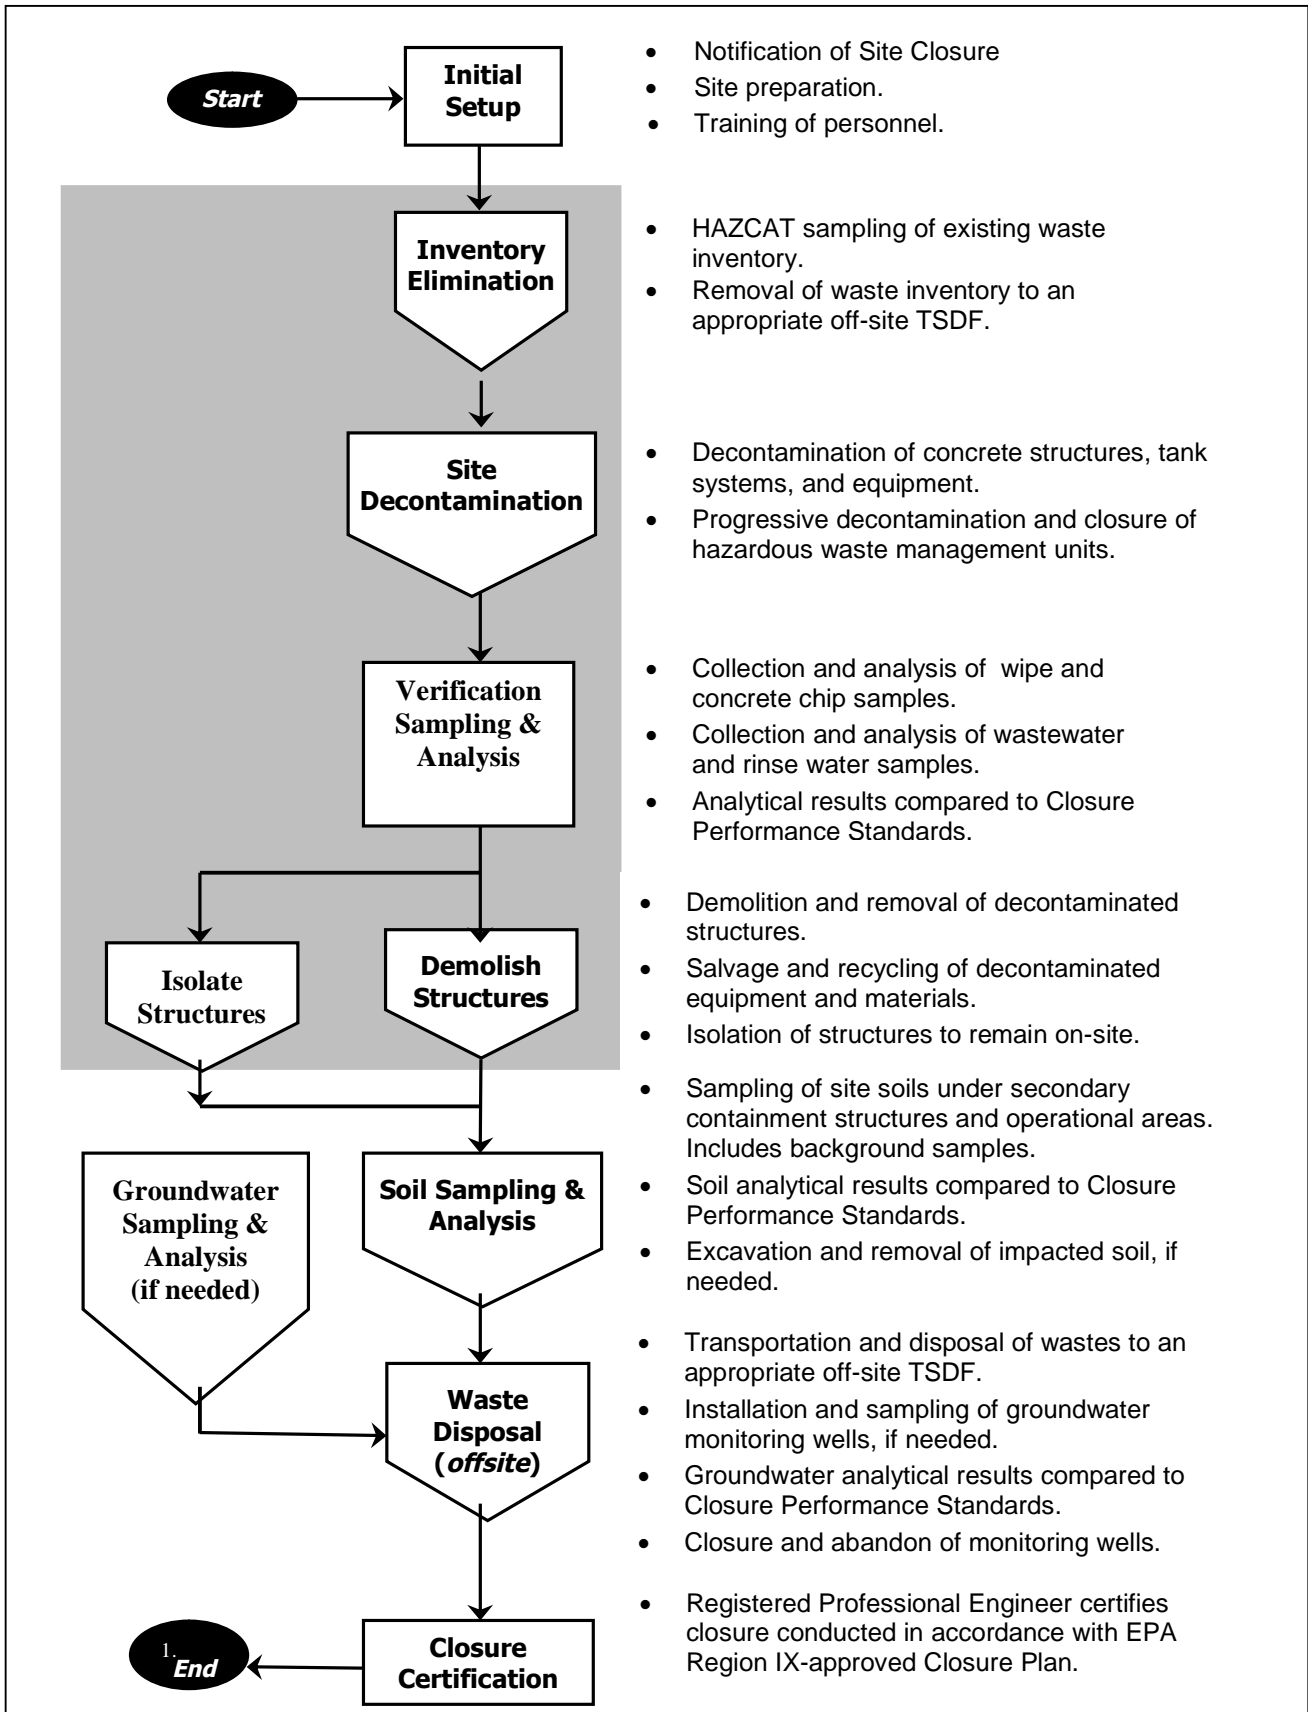 Start
Initial
Setup
• Notification of Site Closure
• Site preparation.
• Training of personnel.
Inventory
Elimination
• HAZCAT sampling of existing waste
inventory.
• Removal of waste inventory to an
appropriate off-site TSDF.
Site
Decontamination
• Decontamination of concrete structures, tank
systems, and equipment.
• Progressive decontamination and closure of
hazardous waste management units.
Verification
Sampling &
Analysis
• Collection and analysis of wipe and
concrete chip samples.
• Collection and analysis of wastewater
and rinse water samples.
• Analytical results compared to Closure
Performance Standards.
Isolate
Structures
Demolish
Structures
• Demolition and removal of decontaminated
structures.
• Salvage and recycling of decontaminated
equipment and materials.
• Isolation of structures to remain on-site.
Groundwater
Sampling &
Analysis
(if needed)
Soil Sampling &
Analysis
• Sampling of site soils under secondary
containment structures and operational areas.
Includes background samples.
• Soil analytical results compared to Closure
Performance Standards.
• Excavation and removal of impacted soil, if
needed.
Waste
Disposal
(offsite)
• Transportation and disposal of wastes to an
appropriate off-site TSDF.
• Installation and sampling of groundwater
monitoring wells, if needed.
• Groundwater analytical results compared to
Closure Performance Standards.
• Closure and abandon of monitoring wells.
1.
End
Closure
Certification
• Registered Professional Engineer certifies
closure conducted in accordance with EPA
Region IX-approved Closure Plan.